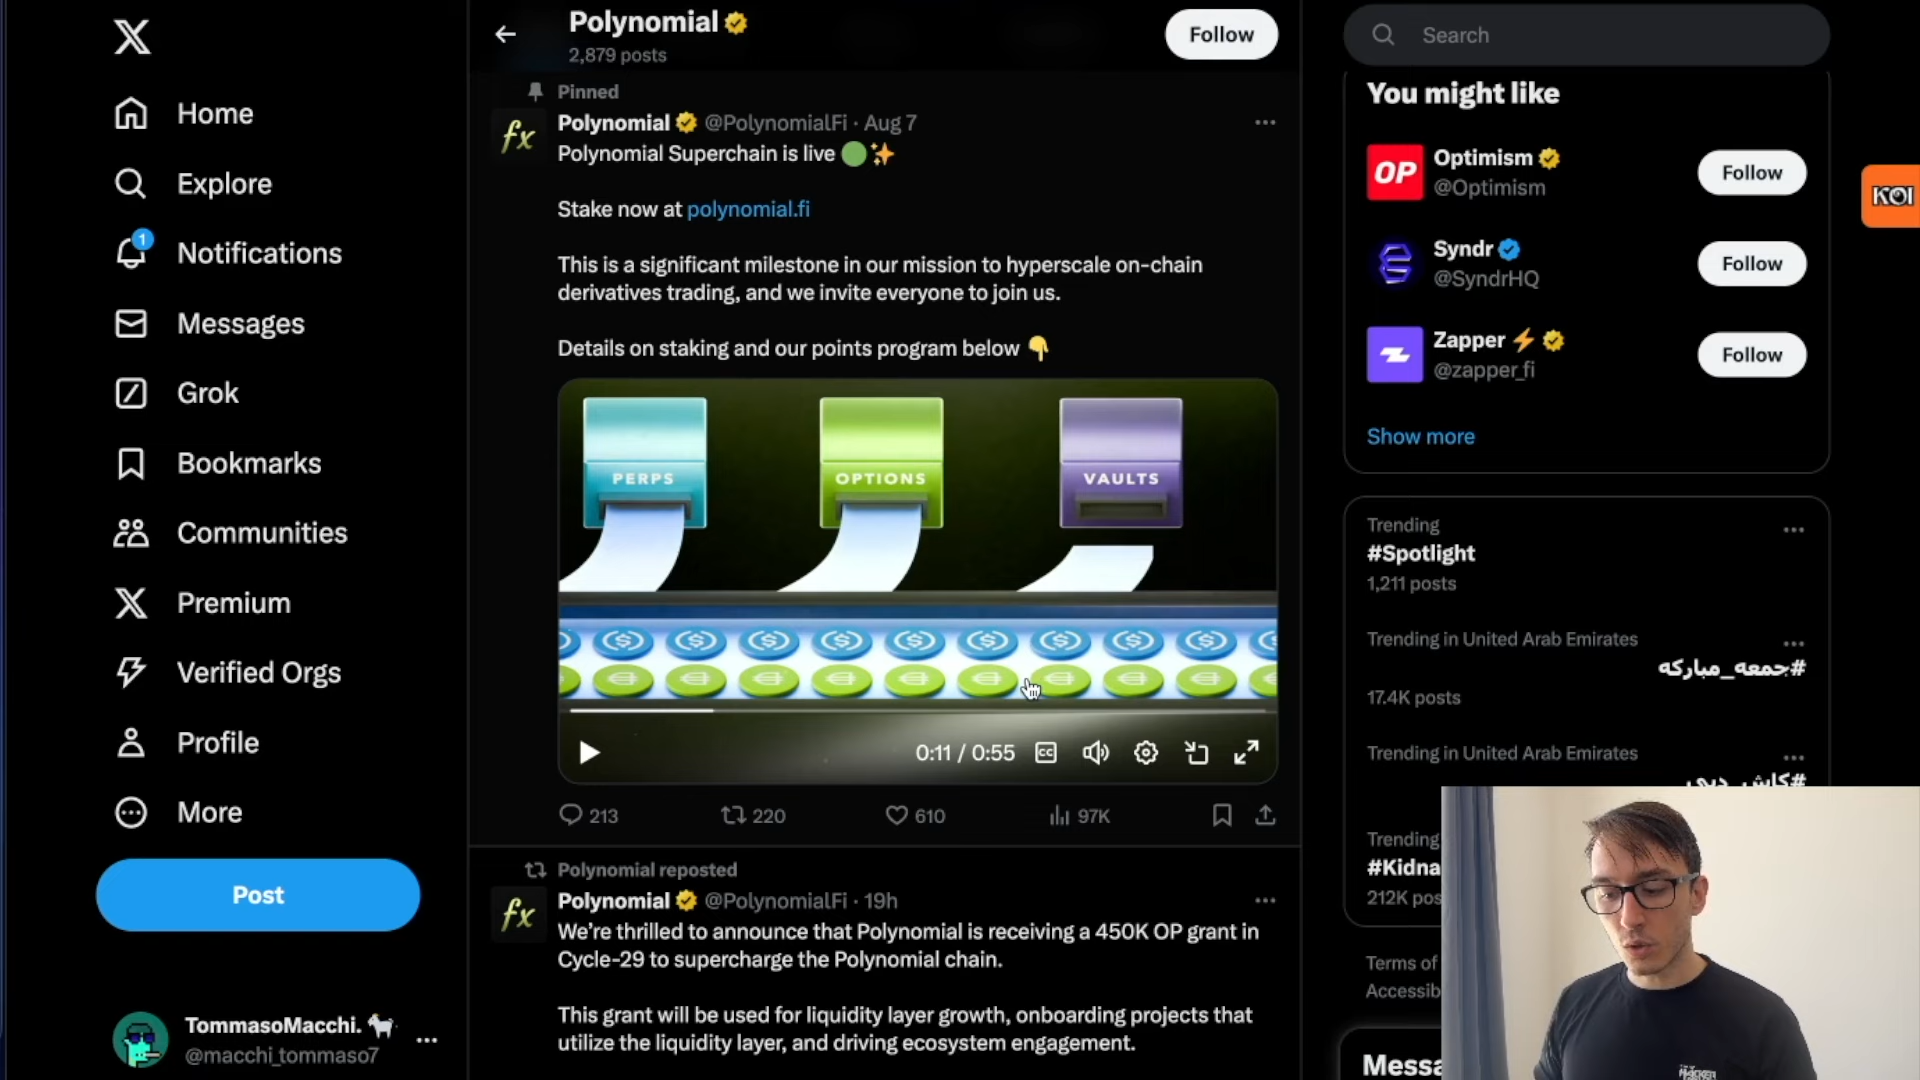 Home
Explore
1
Notifications
Messages
Grok
Bookmarks
Communities
Premium
Verified Orgs
Profile
More
Post
TommasoMacchi.
@macchi_tommaso7
Polynomial
2,879 posts
Follow
Pinned
fx
Polynomial @PolynomialFi · Aug 7
Polynomial Superchain is live
Stake now at polynomial.fi
This is a significant milestone in our mission to hyperscale on-chain
derivatives trading, and we invite everyone to join us.
Details on staking and our points program below
PERPS
OPTIONS
VAULTS
0:11 / 0:55
CC
213
220
610
97K
Polynomial reposted
fx
Polynomial @PolynomialFi · 19h
We're thrilled to announce that Polynomial is receiving a 450K OP grant in
Cycle-29 to supercharge the Polynomial chain.
This grant will be used for liquidity layer growth, onboarding projects that
utilize the liquidity layer, and driving ecosystem engagement.
Search
You might like
OP
Optimism
@Optimism
Follow
Syndr
@SyndrHQ
Follow
Zapper
@zapper_fi
Follow
Show more
Trending
#Spotlight
1,211 posts
Trending in United Arab Emirates
#جمعه_مباركه
17.4K posts
Trending in United Arab Emirates
#كاش_دبي
Trending
#Kidna
212K pos
Terms of
Accessib
Messa
KOI